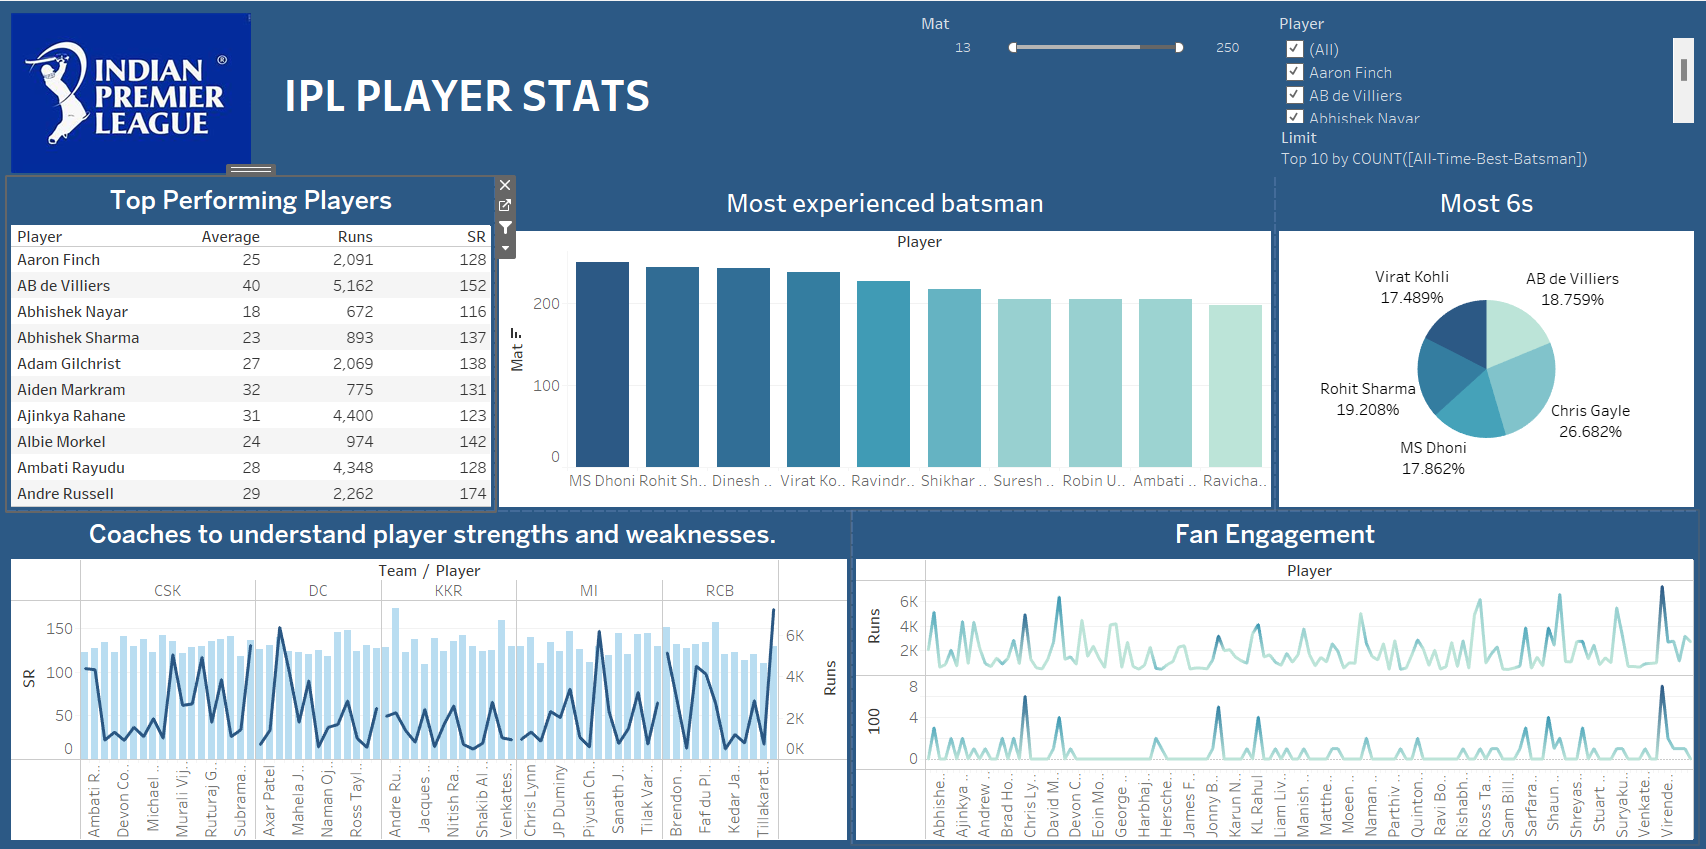 INDIAN ®
PREMIER
LEAGUE
IPL PLAYER STATS
Mat
13 250
Player
(All)
Aaron Finch
AB de Villiers
Abhishek Nayar
Limit
Top 10 by COUNT([All-Time-Best-Batsman])
Top Performing Players
Player Average Runs SR
Aaron Finch 25 2,091 128
AB de Villiers 40 5,162 152
Abhishek Nayar 18 672 116
Abhishek Sharma 23 893 137
Adam Gilchrist 27 2,069 138
Aiden Markram 32 775 131
Ajinkya Rahane 31 4,400 123
Albie Morkel 24 974 142
Ambati Rayudu 28 4,348 128
Andre Russell 29 2,262 174
Most experienced batsman
Player
Mat
200
100
0
MS Dhoni Rohit Sh.. Dinesh .. Virat Ko.. Ravindr.. Shikhar .. Suresh .. Robin U.. Ambati .. Ravicha..
Most 6s
Virat Kohli
17.489%
AB de Villiers
18.759%
Rohit Sharma
19.208%
Chris Gayle
26.682%
MS Dhoni
17.862%
Coaches to understand player strengths and weaknesses.
Team / Player
CSK DC KKR MI RCB
SR
150
100
50
0
6K
4K
2K
0K
Runs
Ambati R..
Devon Co..
Michael ..
Murali Vij..
Ruturaj G..
Subrama..
Axar Patel
Mahela J..
Naman Oj..
Ross Tayl..
Andre Ru..
Jacques ..
Nitish Ra..
Shakib Al ..
Venkates..
Chris Lynn
JP Duminy
Piyush Ch..
Sanath J..
Tilak Var..
Brendon ..
Faf du Pl..
Kedar Ja..
Tillakarat..
Fan Engagement
Player
Runs
6K
4K
2K
100
8
4
0
Abhishe..
Ajinkya ..
Andrew ..
Brad Ho..
Chris Ly..
David M..
Devon C..
Eoin Mo..
George ..
Harbhaj..
Hersche..
James F..
Jonny B..
Karun N..
KL Rahul
Liam Liv..
Manish ..
Matthe..
Moeen ..
Naman ..
Parthiv ..
Quinton..
Ravi Bo..
Rishabh..
Ross Ta..
Sam Bill..
Sarfara..
Shaun ..
Shreyas..
Stuart ..
Suryaku..
Venkate..
Virende..